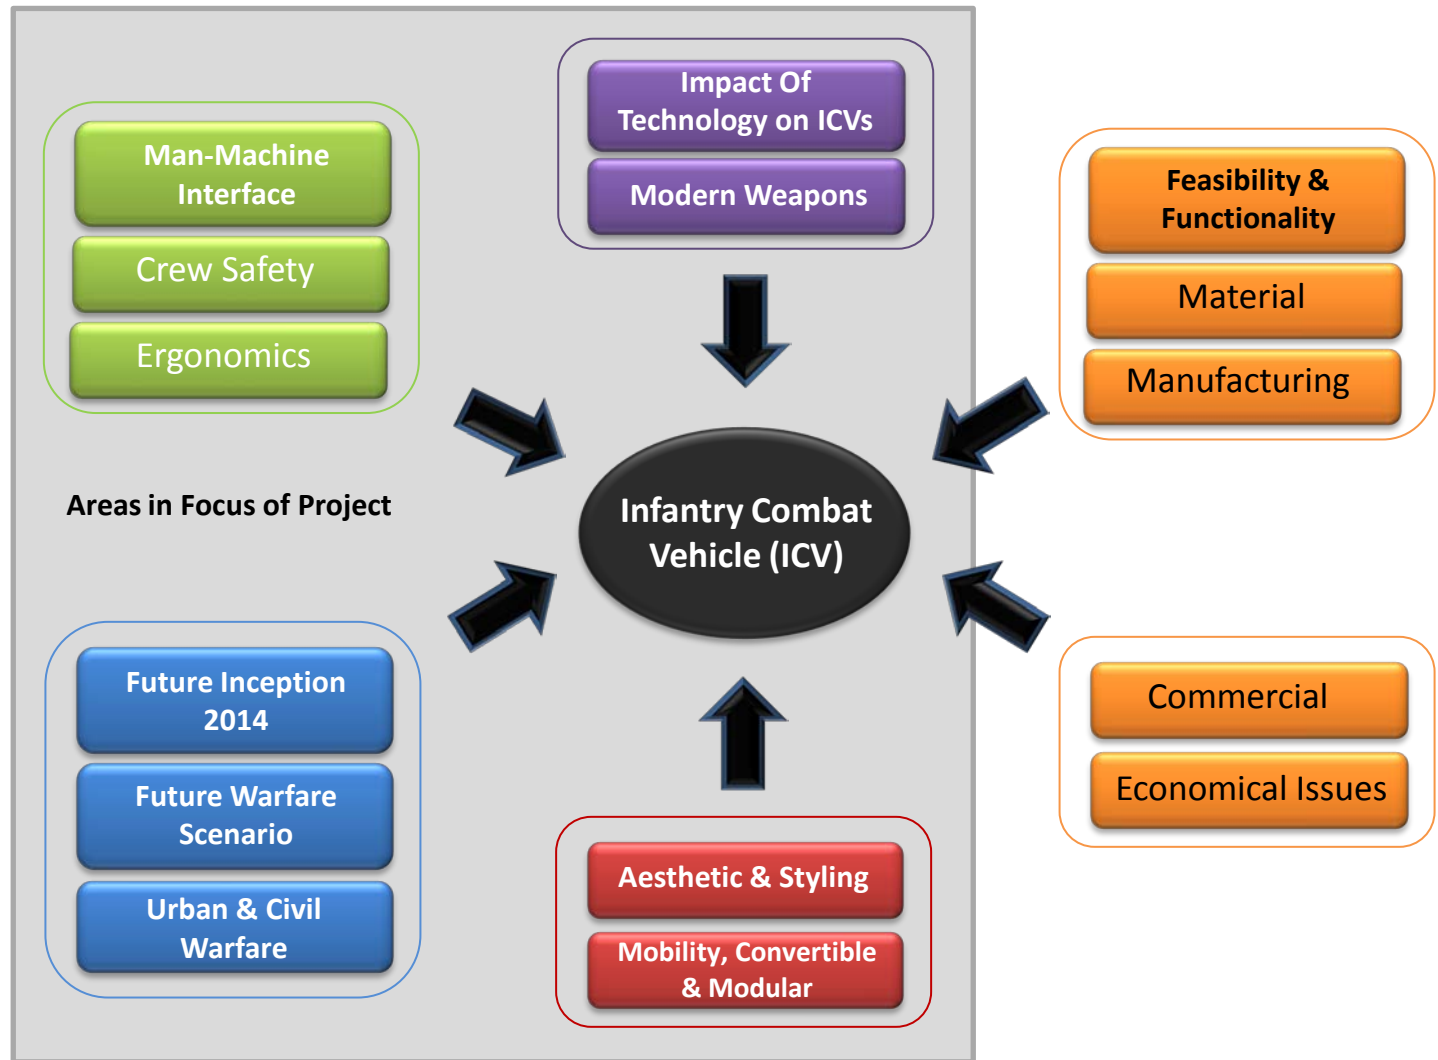 Impact Of
Technology on ICVs
Modern Weapons
Man-Machine
Interface
Crew Safety
Ergonomics
Feasibility &
Functionality
Material
Manufacturing
Areas in Focus of Project
Infantry Combat
Vehicle (ICV)
Future Inception
2014
Future Warfare
Scenario
Urban & Civil
Warfare
Aesthetic & Styling
Mobility, Convertible
& Modular
Commercial
Economical Issues